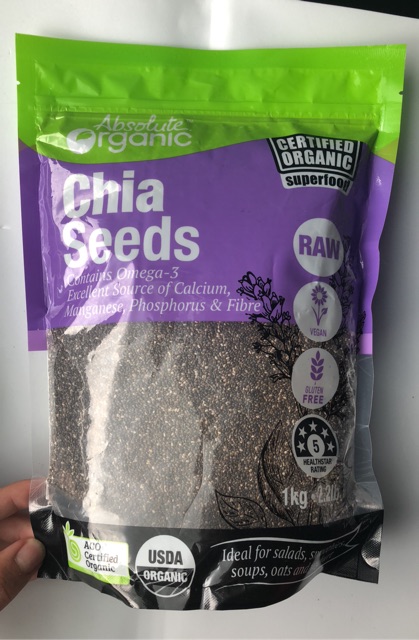 Absolute
Organic
CERTIFIED
ORGANIC
superfood
Chia
Seeds
Contains Omega-3
Excellent Source of Calcium,
Manganese, Phosphorus & Fibre
RAW
VEGAN
GLUTEN
FREE
5
HEALTH STAR
RATING
1kg
ACO
Certified
Organic
USDA
ORGANIC
Ideal for salads,
soups, oats